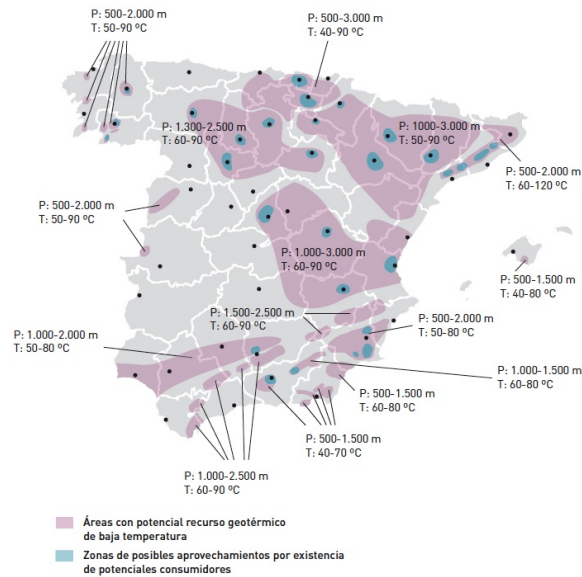 P: 500-2.000 m
T: 50-90 ºC
P: 500-3.000 m
T: 40-90 ºC
P: 1.300-2.500 m
T: 60-90 ºC
P: 1000-3.000 m
T: 50-90 ºC
P: 500-2.000 m
T: 60-120 ºC
P: 500-2.000 m
T: 50-90 ºC
P: 1.000-3.000 m
T: 60-90 ºC
P: 500-1.500 m
T: 40-80 ºC
P: 1.500-2.500 m
T: 60-90 ºC
P: 500-2.000 m
T: 50-80 ºC
P: 1.000-2.000 m
T: 50-80 ºC
P: 1.000-1.500 m
T: 60-80 ºC
P: 500-1.500 m
T: 60-80 ºC
P: 500-1.500 m
T: 40-70 ºC
P: 1.000-2.500 m
T: 60-90 ºC
Áreas con potencial recurso geotérmico
de baja temperatura
Zonas de posibles aprovechamientos por existencia
de potenciales consumidores